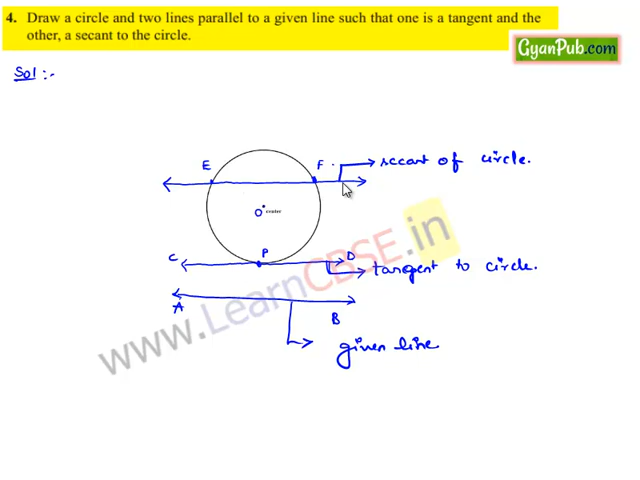 4. Draw a circle and two lines parallel to a given line such that one is a tangent and the
other, a secant to the circle.
GyanPub.com
Sol :-
E F
secant of circle.
O center
C P D
tangent to circle.
A B
given line
www.LearnCBSE.in